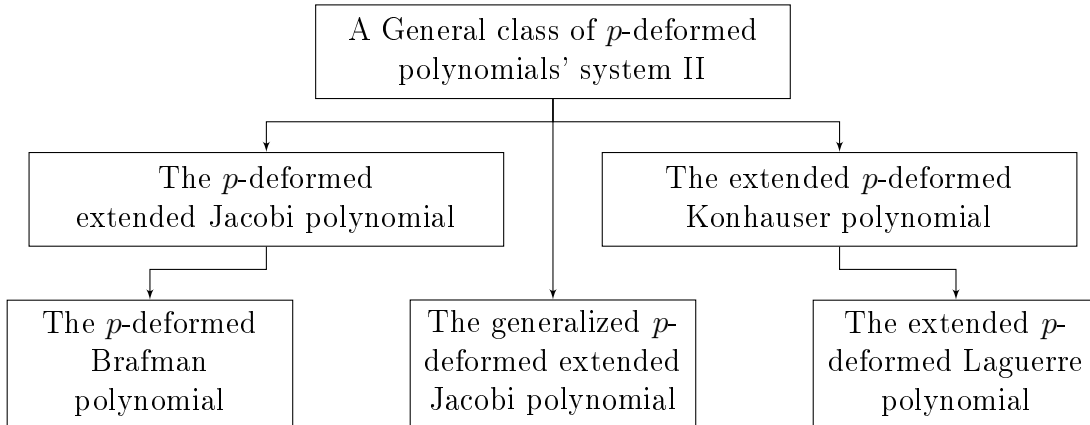 A General class of p-deformed
polynomials' system II
The p-deformed
extended Jacobi polynomial
The extended p-deformed
Konhauser polynomial
The p-deformed
Brafman
polynomial
The generalized p-
deformed extended
Jacobi polynomial
The extended p-
deformed Laguerre
polynomial